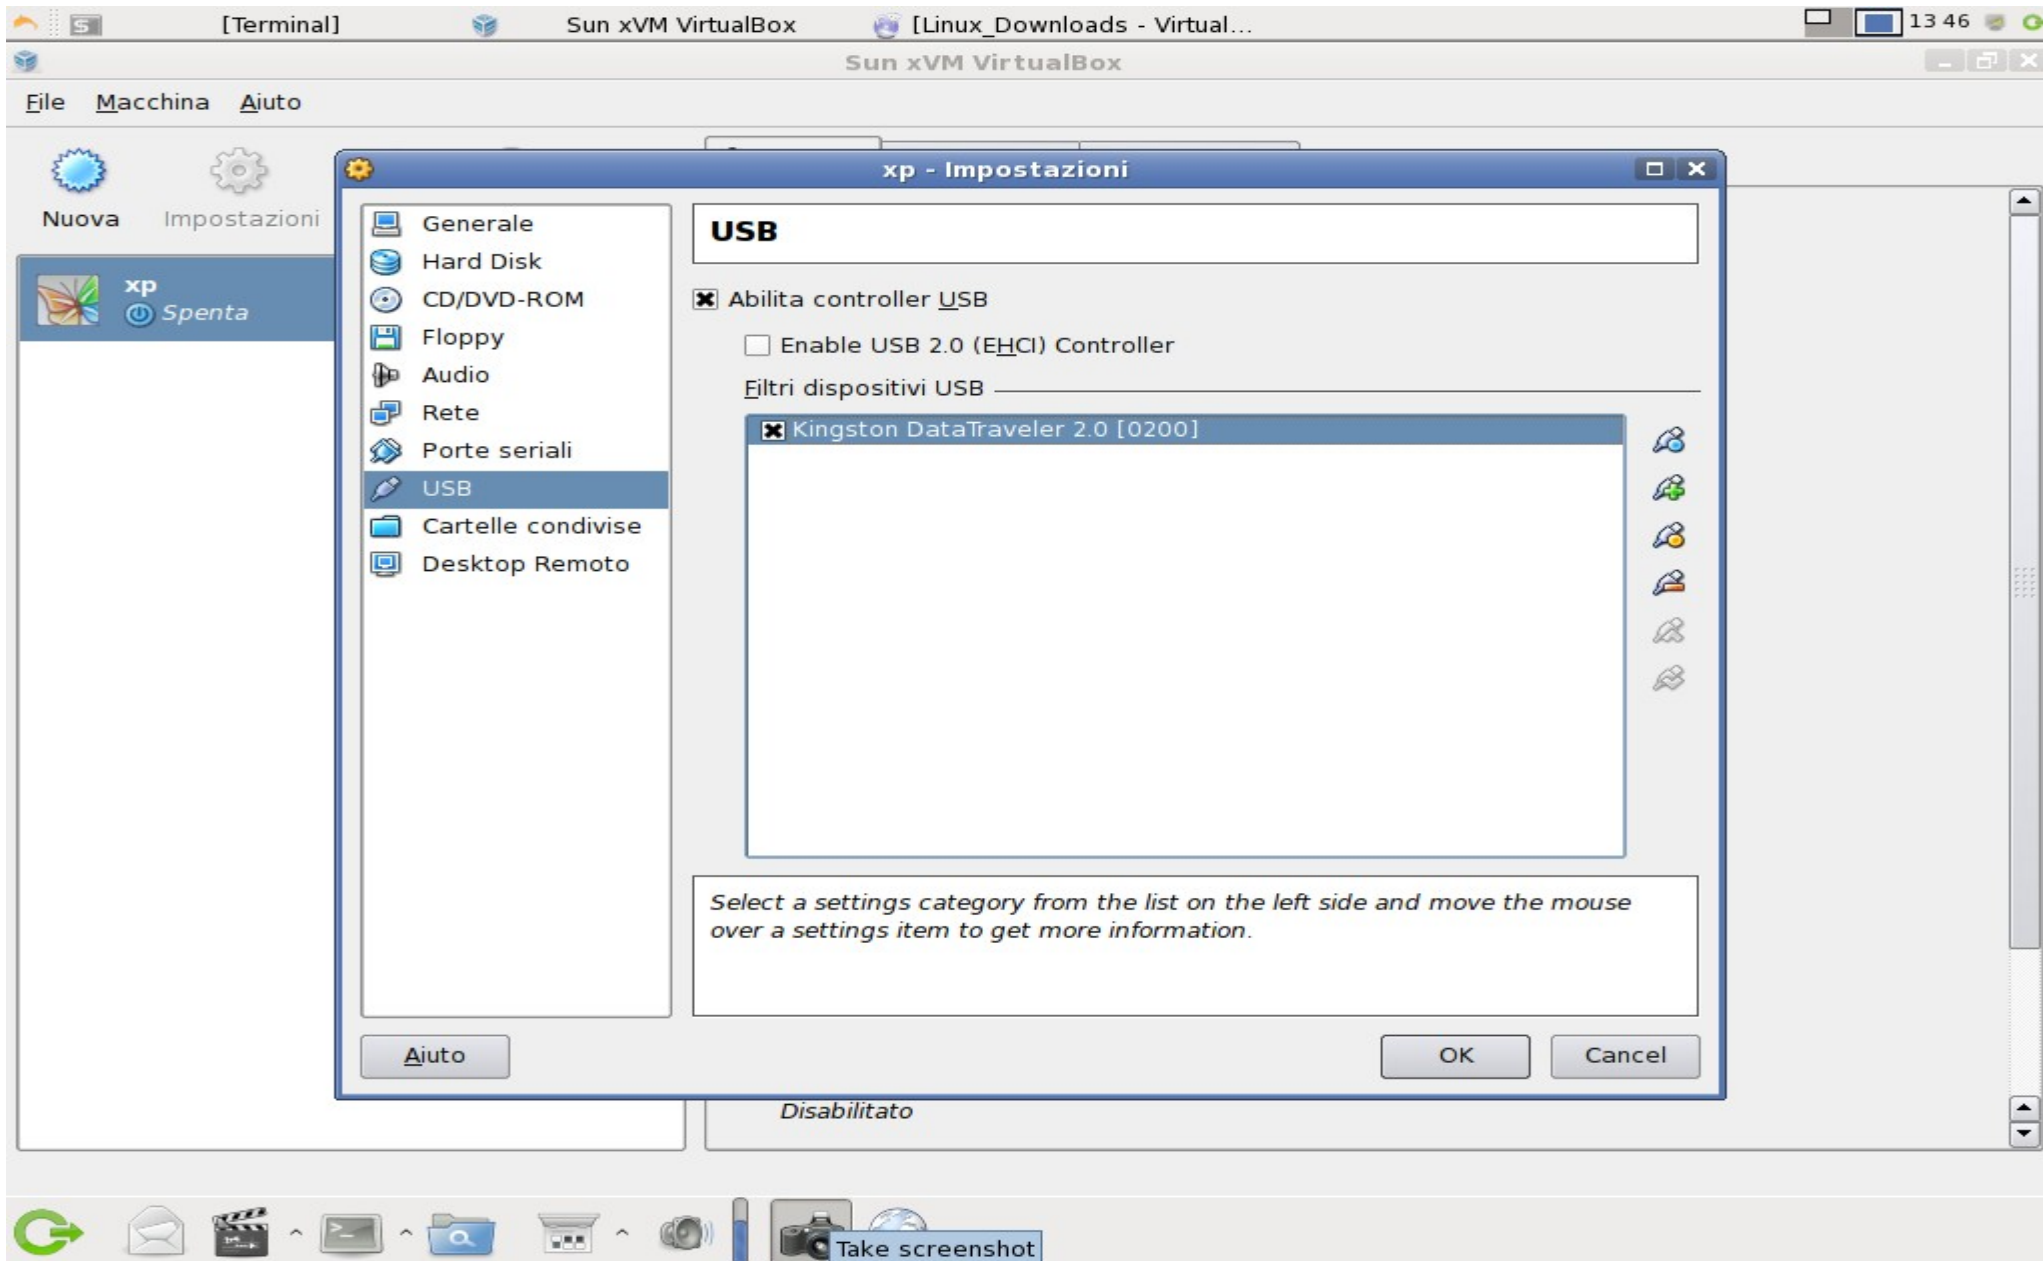 [Terminal] Sun xVM VirtualBox [Linux_Downloads - Virtual... 13 46
Sun xVM VirtualBox
File Macchina Aiuto
Nuova Impostazioni
xp
Spenta
xp - Impostazioni
Generale
Hard Disk
CD/DVD-ROM
Floppy
Audio
Rete
Porte seriali
USB
Cartelle condivise
Desktop Remoto
USB
Abilita controller USB
Enable USB 2.0 (EHCI) Controller
Filtri dispositivi USB
Kingston DataTraveler 2.0 [0200]
Select a settings category from the list on the left side and move the mouse
over a settings item to get more information.
Aiuto OK Cancel
Disabilitato
Take screenshot